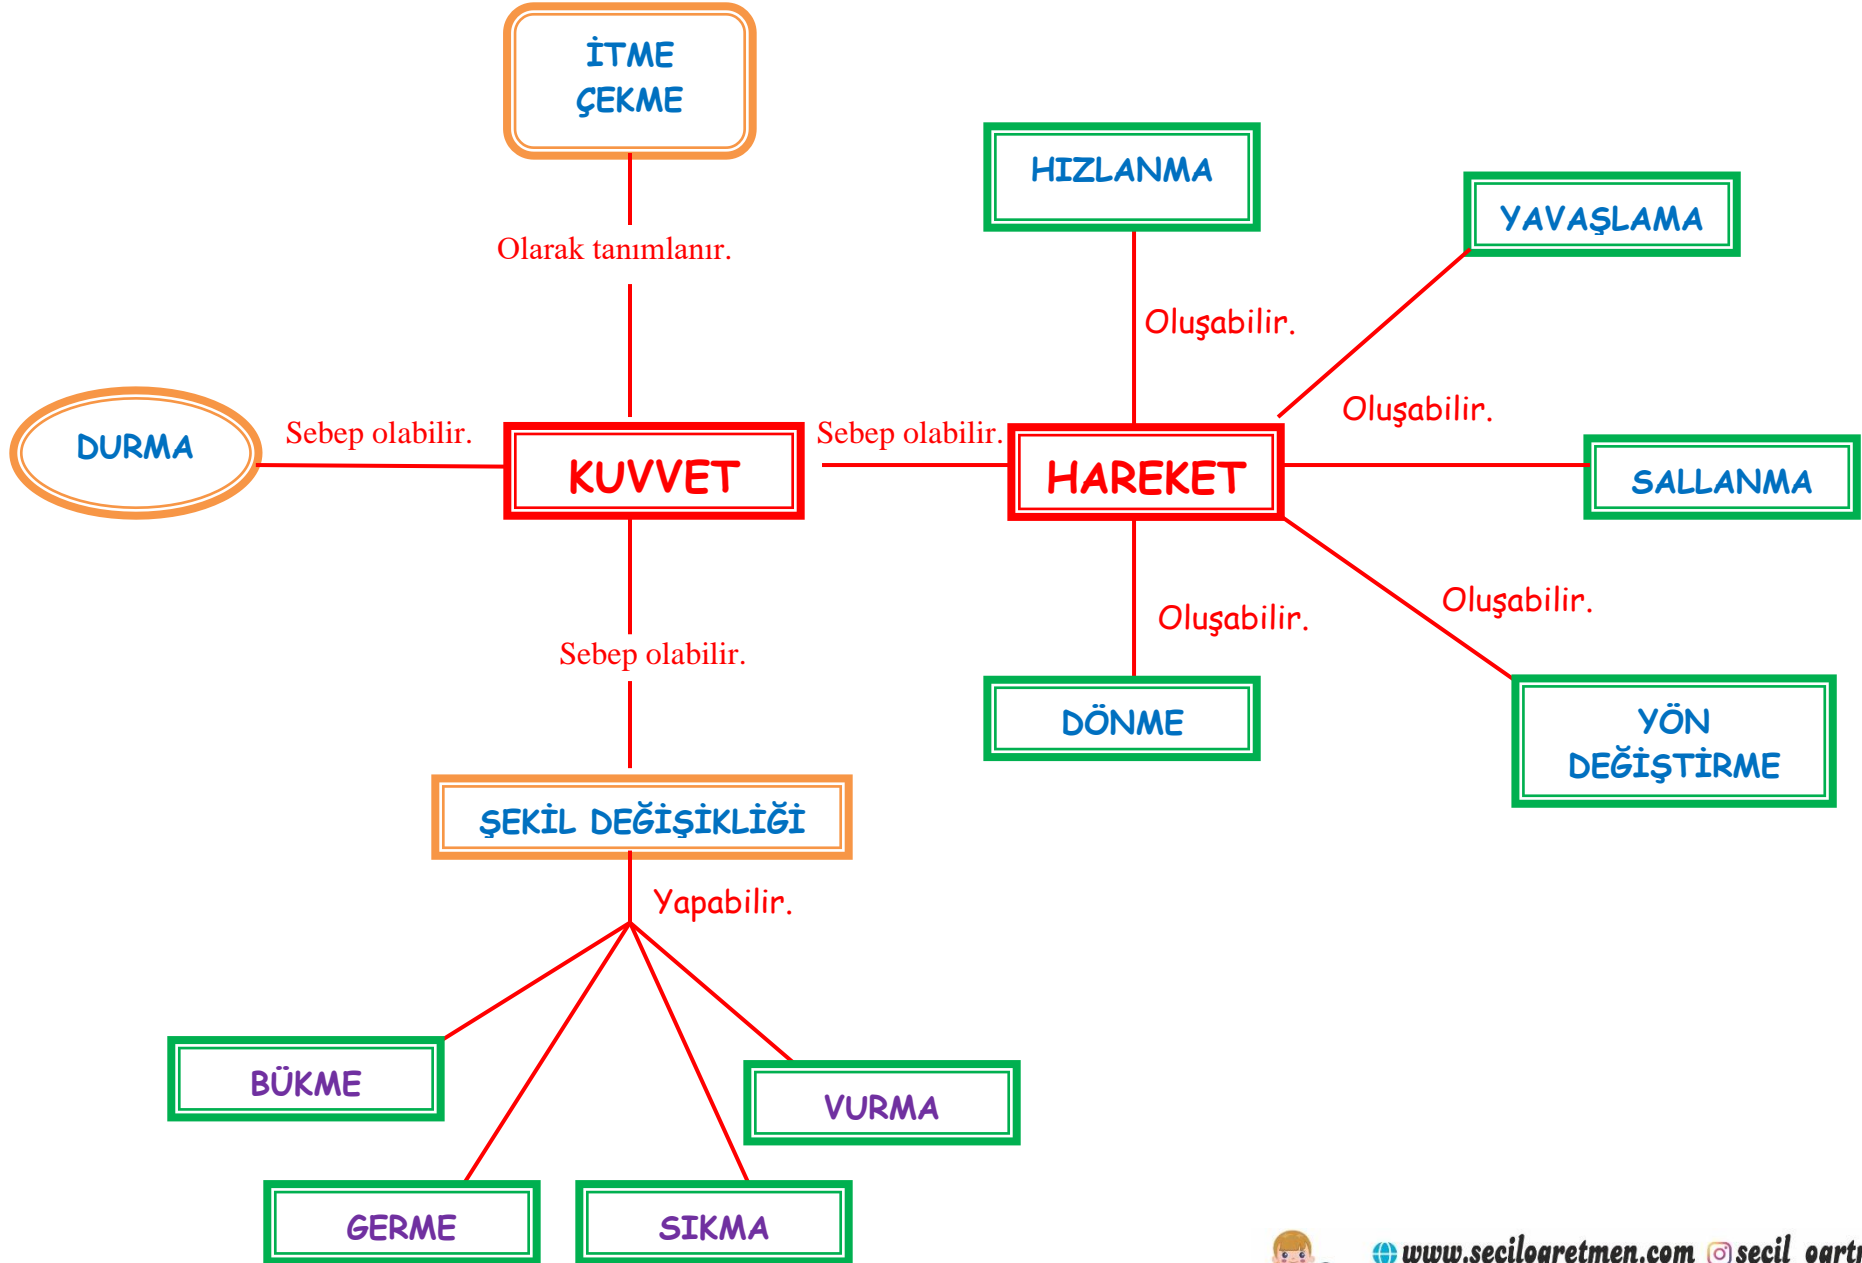 İTME
ÇEKME
HIZLANMA
YAVAŞLAMA
Olarak tanımlanır.
Oluşabilir.
Oluşabilir.
DURMA
Sebep olabilir.
KUVVET
Sebep olabilir.
HAREKET
SALLANMA
Oluşabilir.
Oluşabilir.
Sebep olabilir.
DÖNME
YÖN
DEĞİŞTİRME
ŞEKİL DEĞİŞİKLİĞİ
Yapabilir.
BÜKME
VURMA
GERME
SIKMA
www.secilogretmen.com